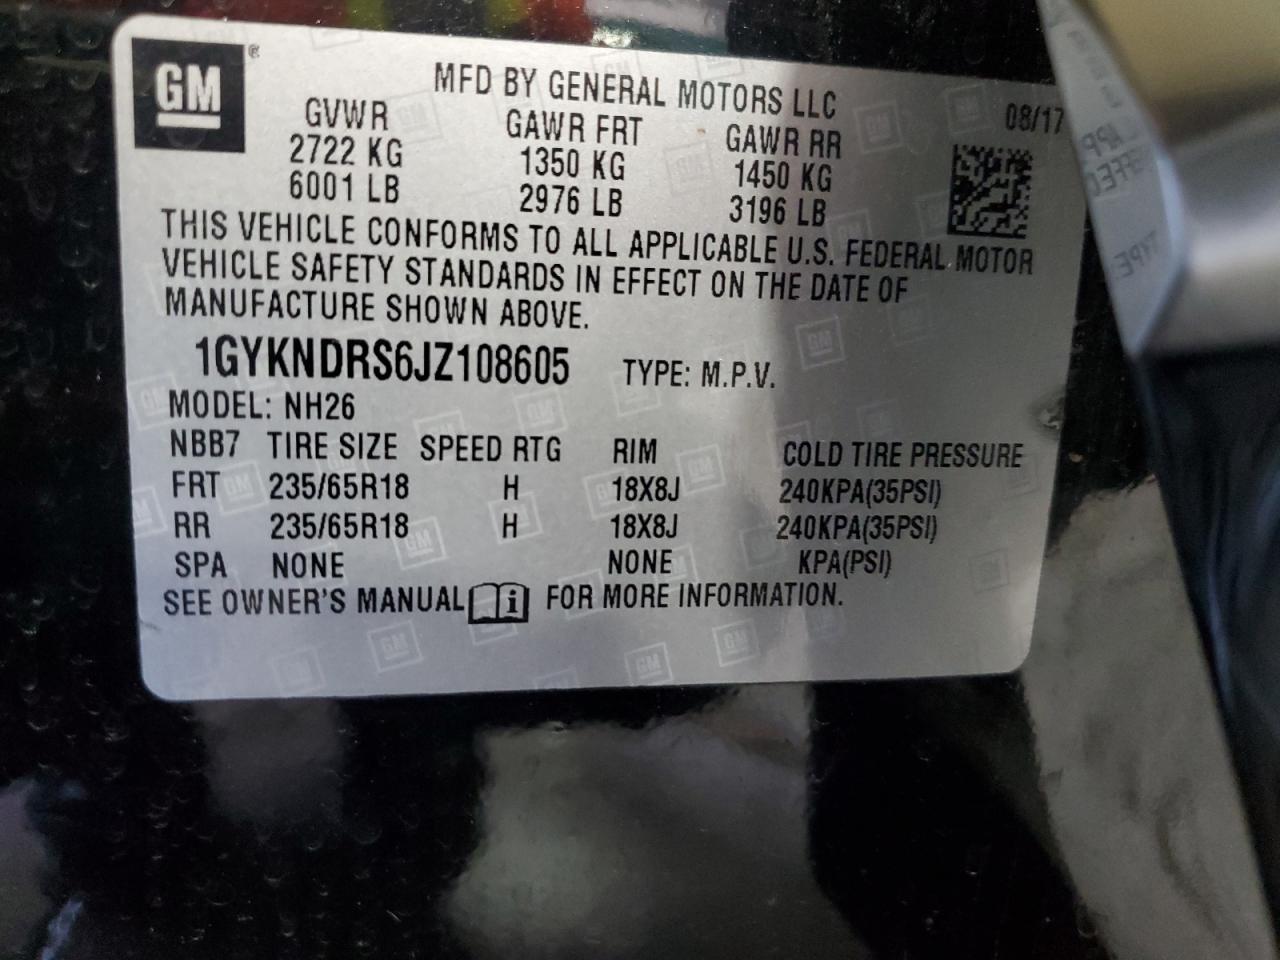 GM ®
MFD BY GENERAL MOTORS LLC 08/17
GVWR GAWR FRT GAWR RR
2722 KG 1350 KG 1450 KG
6001 LB 2976 LB 3196 LB
THIS VEHICLE CONFORMS TO ALL APPLICABLE U.S. FEDERAL MOTOR
VEHICLE SAFETY STANDARDS IN EFFECT ON THE DATE OF
MANUFACTURE SHOWN ABOVE.
1GYKNDRS6JZ108605 TYPE: M.P.V.
MODEL: NH26
NBB7 TIRE SIZE SPEED RTG RIM COLD TIRE PRESSURE
FRT 235/65R18 H 18X8J 240KPA(35PSI)
RR 235/65R18 H 18X8J 240KPA(35PSI)
SPA NONE NONE KPA(PSI)
SEE OWNER'S MANUAL i FOR MORE INFORMATION.